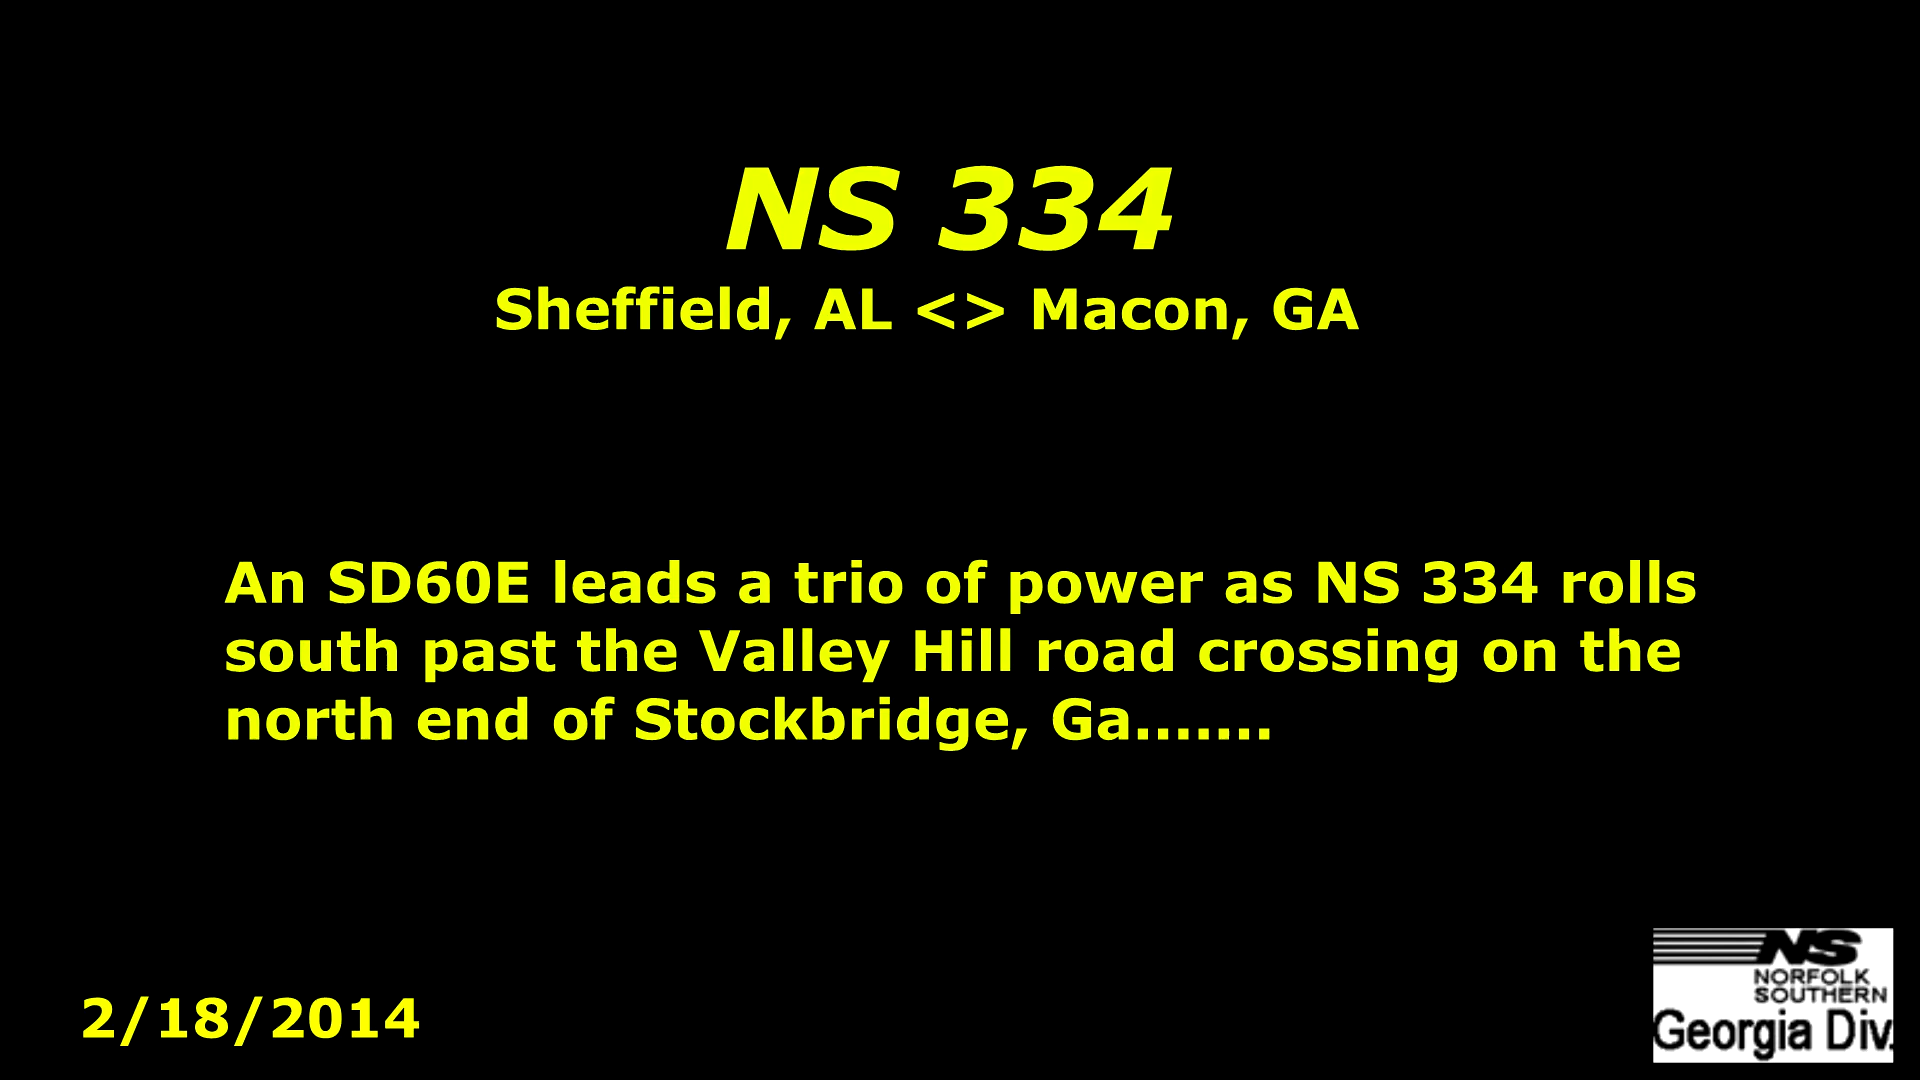 NS 334
Sheffield, AL <> Macon, GA
An SD60E leads a trio of power as NS 334 rolls
south past the Valley Hill road crossing on the
north end of Stockbridge, Ga.......
2/18/2014
NS
NORFOLK
SOUTHERN
Georgia Div.